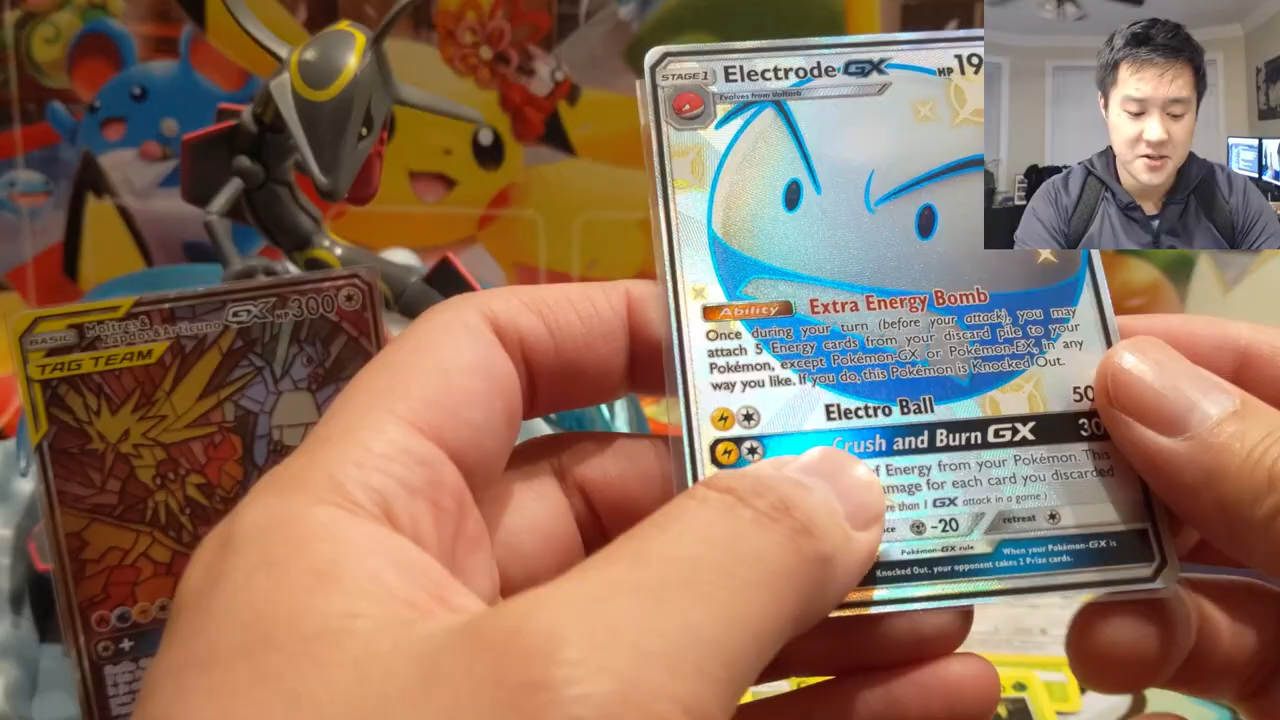 STAGE 1 Electrode GX HP 19
Evolves from Voltorb
Ability Extra Energy Bomb
Once during your turn (before your attack), you may
attach 5 Energy cards from your discard pile to your
Pokémon, except Pokémon-GX or Pokémon-EX, in any
way you like. If you do, this Pokémon is Knocked Out.
Electro Ball 50
Crush and Burn GX 30
of Energy from your Pokémon. This
damage for each card you discarded
GX attack in a game.)
-20 retreat
Pokémon-GX rule When your Pokémon-GX is
Knocked Out, your opponent takes 2 Prize cards.
BASIC Moltres &
Zapdos & Articuno GX HP 300
TAG TEAM